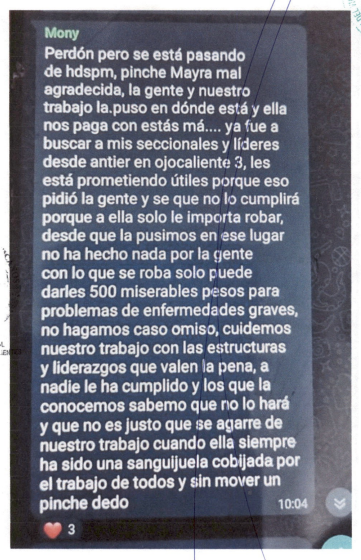 Mony
Perdón pero se está pasando
de hdspm, pinche Mayra mal
agradecida, la gente y nuestro
trabajo la.puso en dónde está y ella
nos paga con estás má.... ya fue a
buscar a mis seccionales y líderes
desde antier en ojocaliente 3, les
está prometiendo útiles porque eso
pidió la gente y se que no lo cumplirá
porque a ella solo le importa robar,
desde que la pusimos en ese lugar
no ha hecho nada por la gente
con lo que se roba solo puede
darles 500 miserables pesos para
problemas de enfermedades graves,
no hagamos caso omiso, cuidemos
nuestro trabajo con las estructuras
y liderazgos que valen la pena, a
nadie le ha cumplido y los que la
conocemos sabemo que no lo hará
y que no es justo que se agarre de
nuestro trabajo cuando ella siempre
ha sido una sanguijuela cobijada por
el trabajo de todos y sin mover un
pinche dedo
10:04
❤️ 3